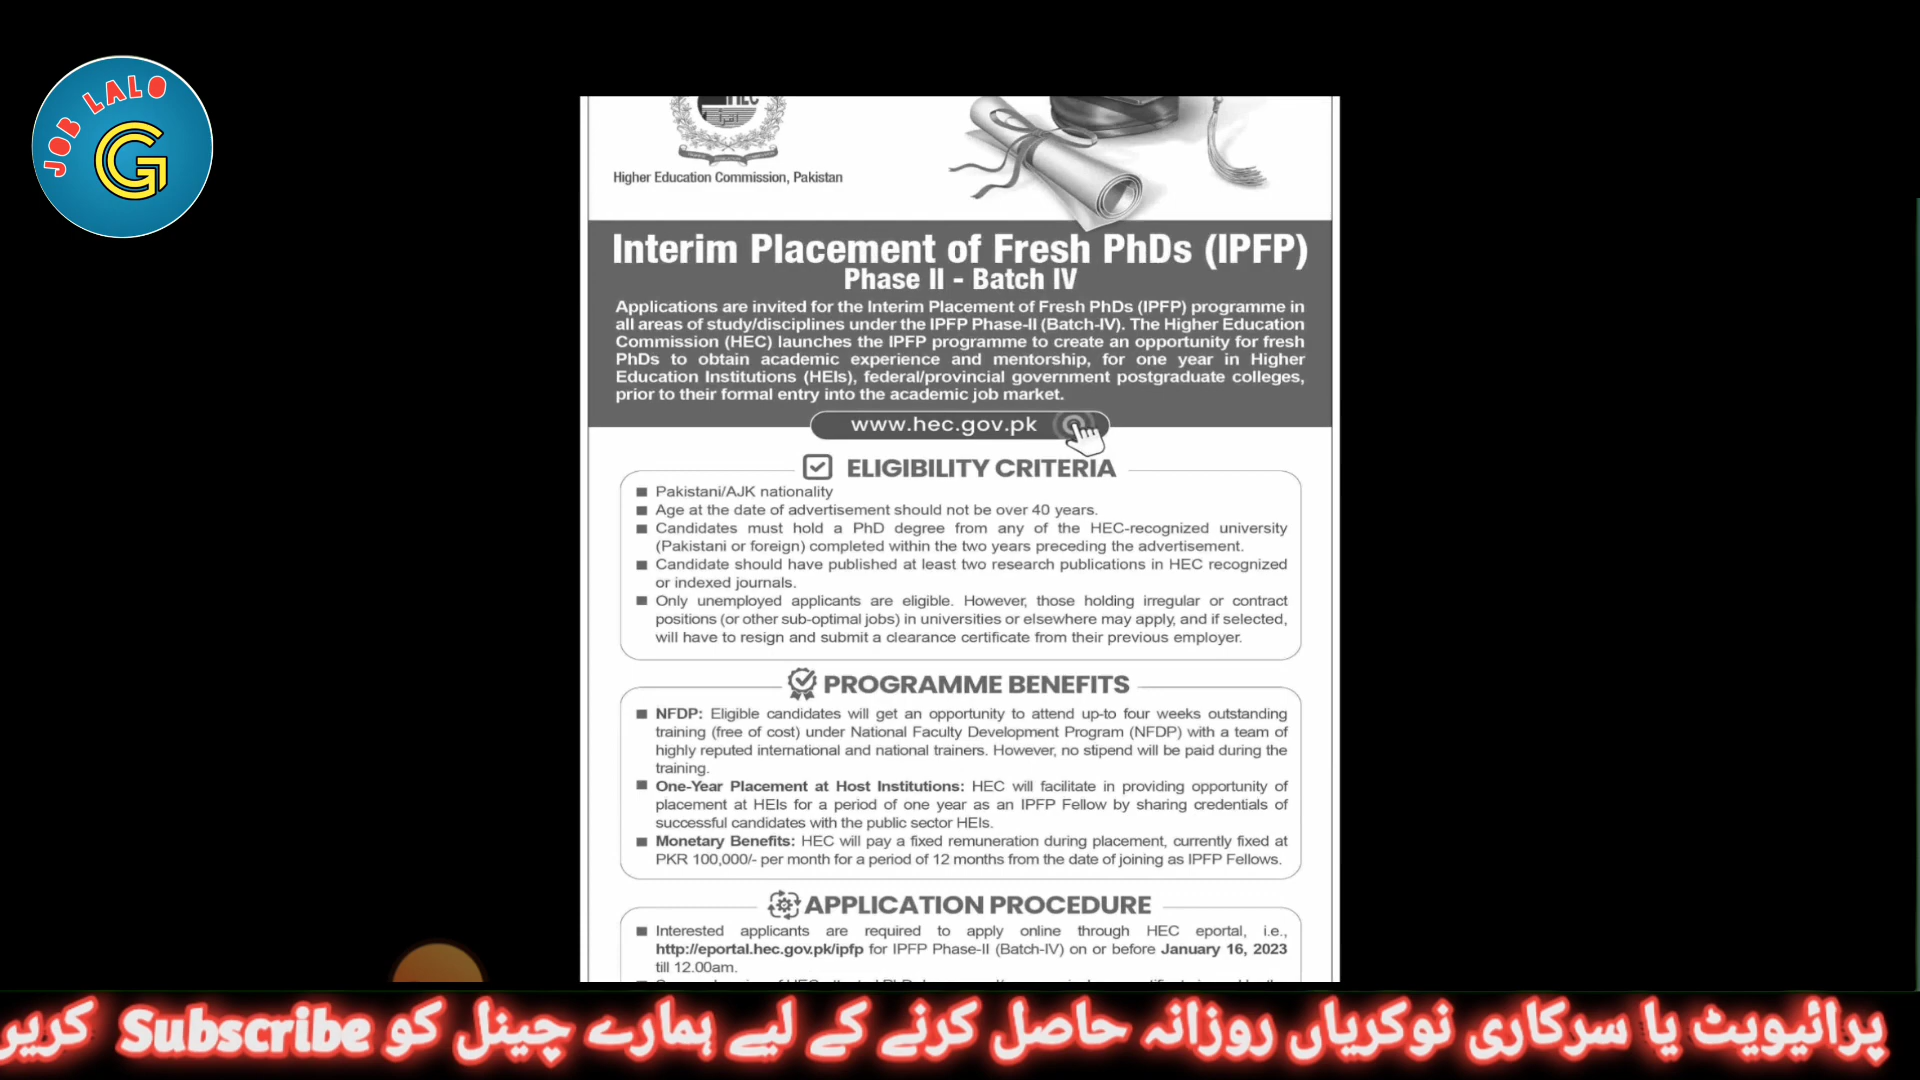 JOB LALO
G
HEC
Higher Education Commission, Pakistan
Interim Placement of Fresh PhDs (IPFP)
Phase II - Batch IV
Applications are invited for the Interim Placement of Fresh PhDs (IPFP) programme in
all areas of study/disciplines under the IPFP Phase-II (Batch-IV). The Higher Education
Commission (HEC) launches the IPFP programme to create an opportunity for fresh
PhDs to obtain academic experience and mentorship, for one year in Higher
Education Institutions (HEIs), federal/provincial government postgraduate colleges,
prior to their formal entry into the academic job market.
www.hec.gov.pk
ELIGIBILITY CRITERIA
■ Pakistani/AJK nationality
■ Age at the date of advertisement should not be over 40 years.
■ Candidates must hold a PhD degree from any of the HEC-recognized university
(Pakistani or foreign) completed within the two years preceding the advertisement.
■ Candidate should have published at least two research publications in HEC recognized
or indexed journals.
■ Only unemployed applicants are eligible. However, those holding irregular or contract
positions (or other sub-optimal jobs) in universities or elsewhere may apply, and if selected,
will have to resign and submit a clearance certificate from their previous employer.
PROGRAMME BENEFITS
■ NFDP: Eligible candidates will get an opportunity to attend up-to four weeks outstanding
training (free of cost) under National Faculty Development Program (NFDP) with a team of
highly reputed international and national trainers. However, no stipend will be paid during the
training.
■ One-Year Placement at Host Institutions: HEC will facilitate in providing opportunity of
placement at HEIs for a period of one year as an IPFP Fellow by sharing credentials of
successful candidates with the public sector HEIs.
■ Monetary Benefits: HEC will pay a fixed remuneration during placement, currently fixed at
PKR 100,000/- per month for a period of 12 months from the date of joining as IPFP Fellows.
APPLICATION PROCEDURE
■ Interested applicants are required to apply online through HEC eportal, i.e.,
http://eportal.hec.gov.pk/ipfp for IPFP Phase-II (Batch-IV) on or before January 16, 2023
till 12.00am.
پرائیویٹ یا سرکاری نوکریاں روزانہ حاصل کرنے کے لیے ہمارے چینل کو Subscribe کریں